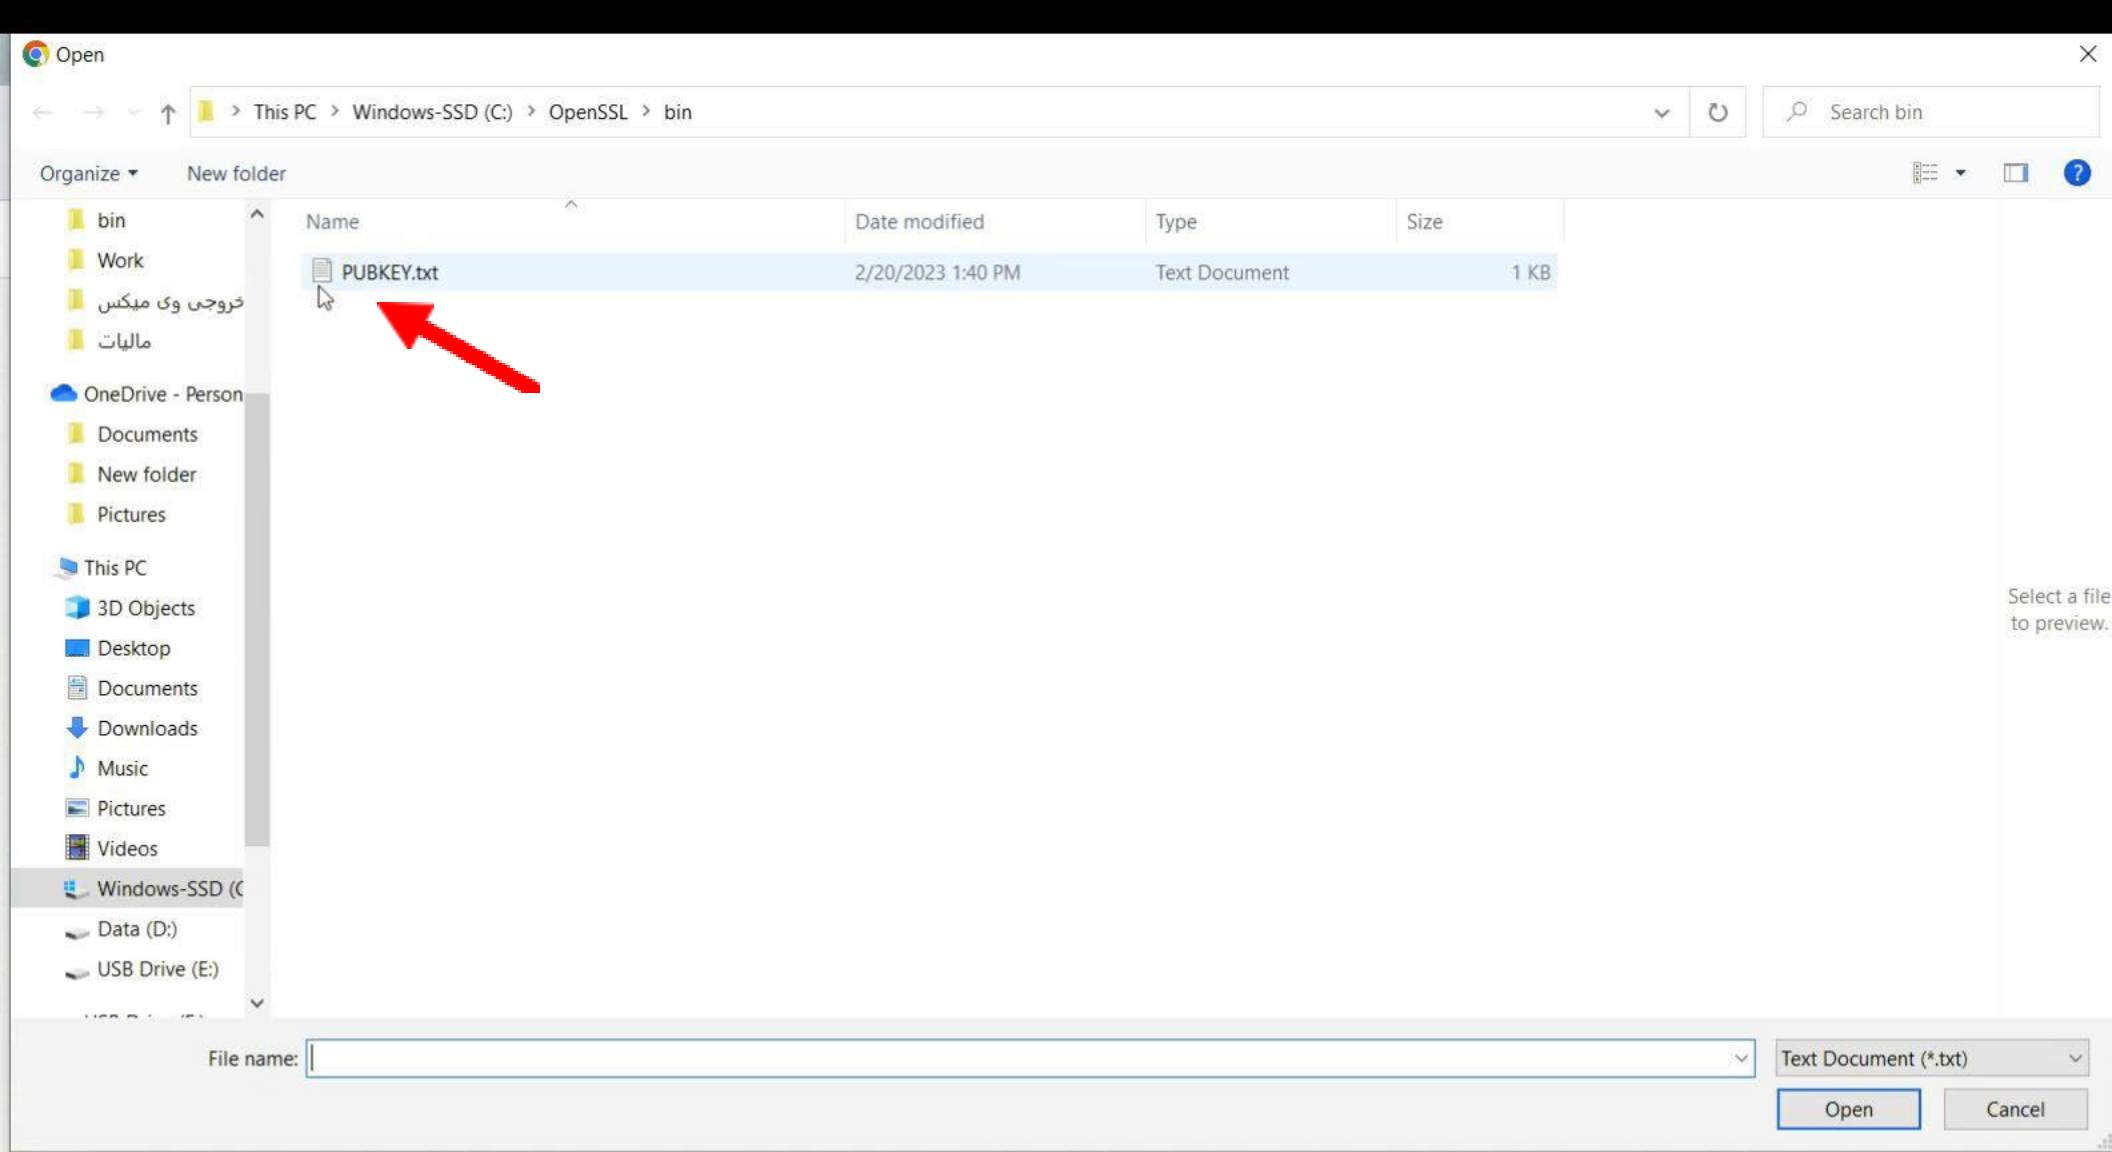 Open
This PC > Windows-SSD (C:) > OpenSSL > bin
Search bin
Organize
New folder
Name
Date modified
Type
Size
PUBKEY.txt
2/20/2023 1:40 PM
Text Document
1 KB
bin
Work
خروجی وی میکس
مالیات
OneDrive - Person
Documents
New folder
Pictures
This PC
3D Objects
Desktop
Documents
Downloads
Music
Pictures
Videos
Windows-SSD (C
Data (D:)
USB Drive (E:)
Select a file
to preview.
File name:
Text Document (*.txt)
Open
Cancel